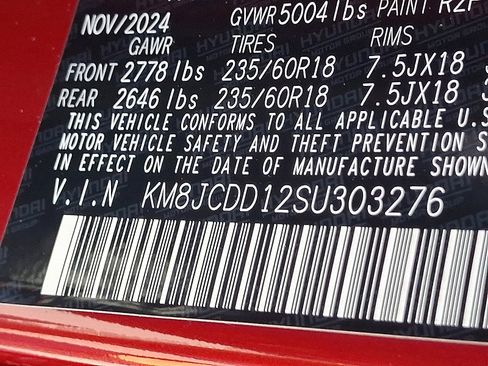 NOV/2024 GVWR 5004 lbs PAINT
GAWR TIRES RIMS
FRONT 2778 lbs 235/60R18 7.5JX18
REAR 2646 lbs 235/60R18 7.5JX18
THIS VEHICLE CONFORMS TO ALL APPLICABLE U.S
MOTOR VEHICLE SAFETY AND THEFT PREVENTION S
IN EFFECT ON THE DATE OF MANUFACTURE SHOWN
V.I.N KM8JCDD12SU303276